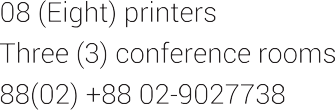 08 (Eight) printers
Three (3) conference rooms
88(02) +88 02-9027738